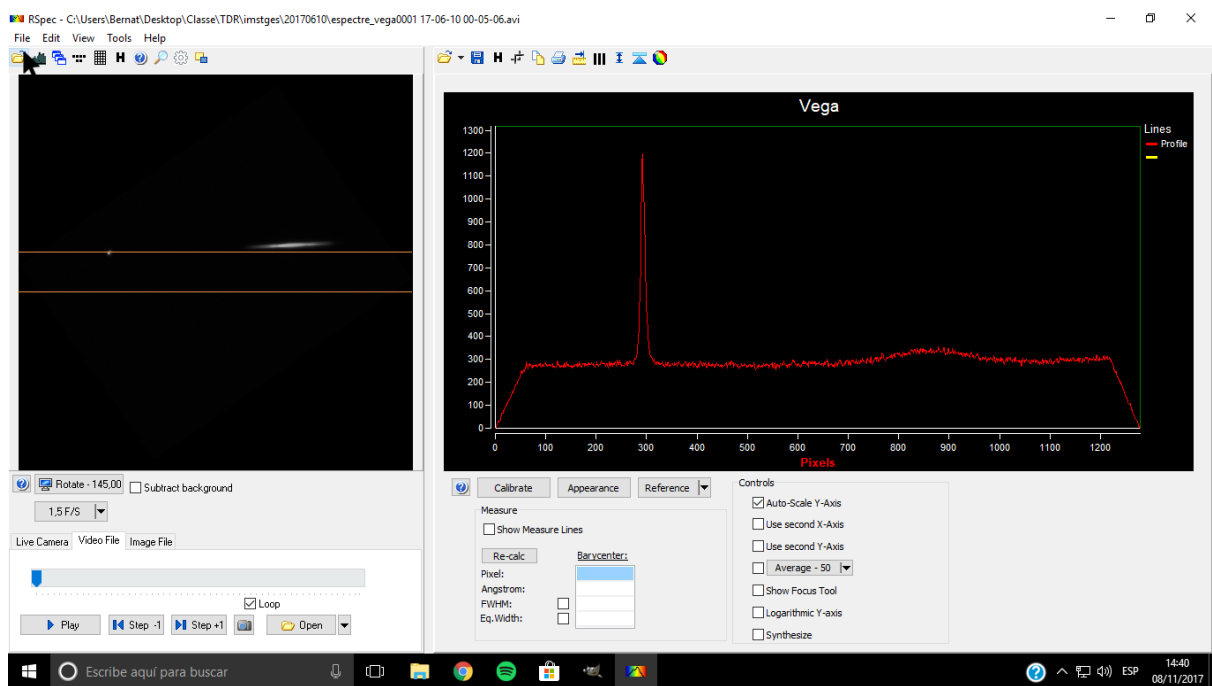 RSpec - C:\Users\Bernat\Desktop\Classe\TDR\imstges\20170610\espectre_vega0001 17-06-10 00-05-06.avi
File Edit View Tools Help
H
H
Vega
1300
1200
1100
1000
900
800
700
600
500
400
300
200
100
0
Lines
Profile
0 100 200 300 400 500 600 700 800 900 1000 1100 1200
Pixels
Rotate - 145,00
Subtract background
1,5 F/S
Live Camera Video File Image File
Loop
Play Step -1 Step +1 Open
Calibrate Appearance Reference
Measure
Show Measure Lines
Re-calc Barycenter:
Pixel:
Angstrom:
FWHM:
Eq.Width:
Controls
Auto-Scale Y-Axis
Use second X-Axis
Use second Y-Axis
Average - 50
Show Focus Tool
Logarithmic Y-axis
Synthesize
Escribe aquí para buscar
ESP
14:40
08/11/2017